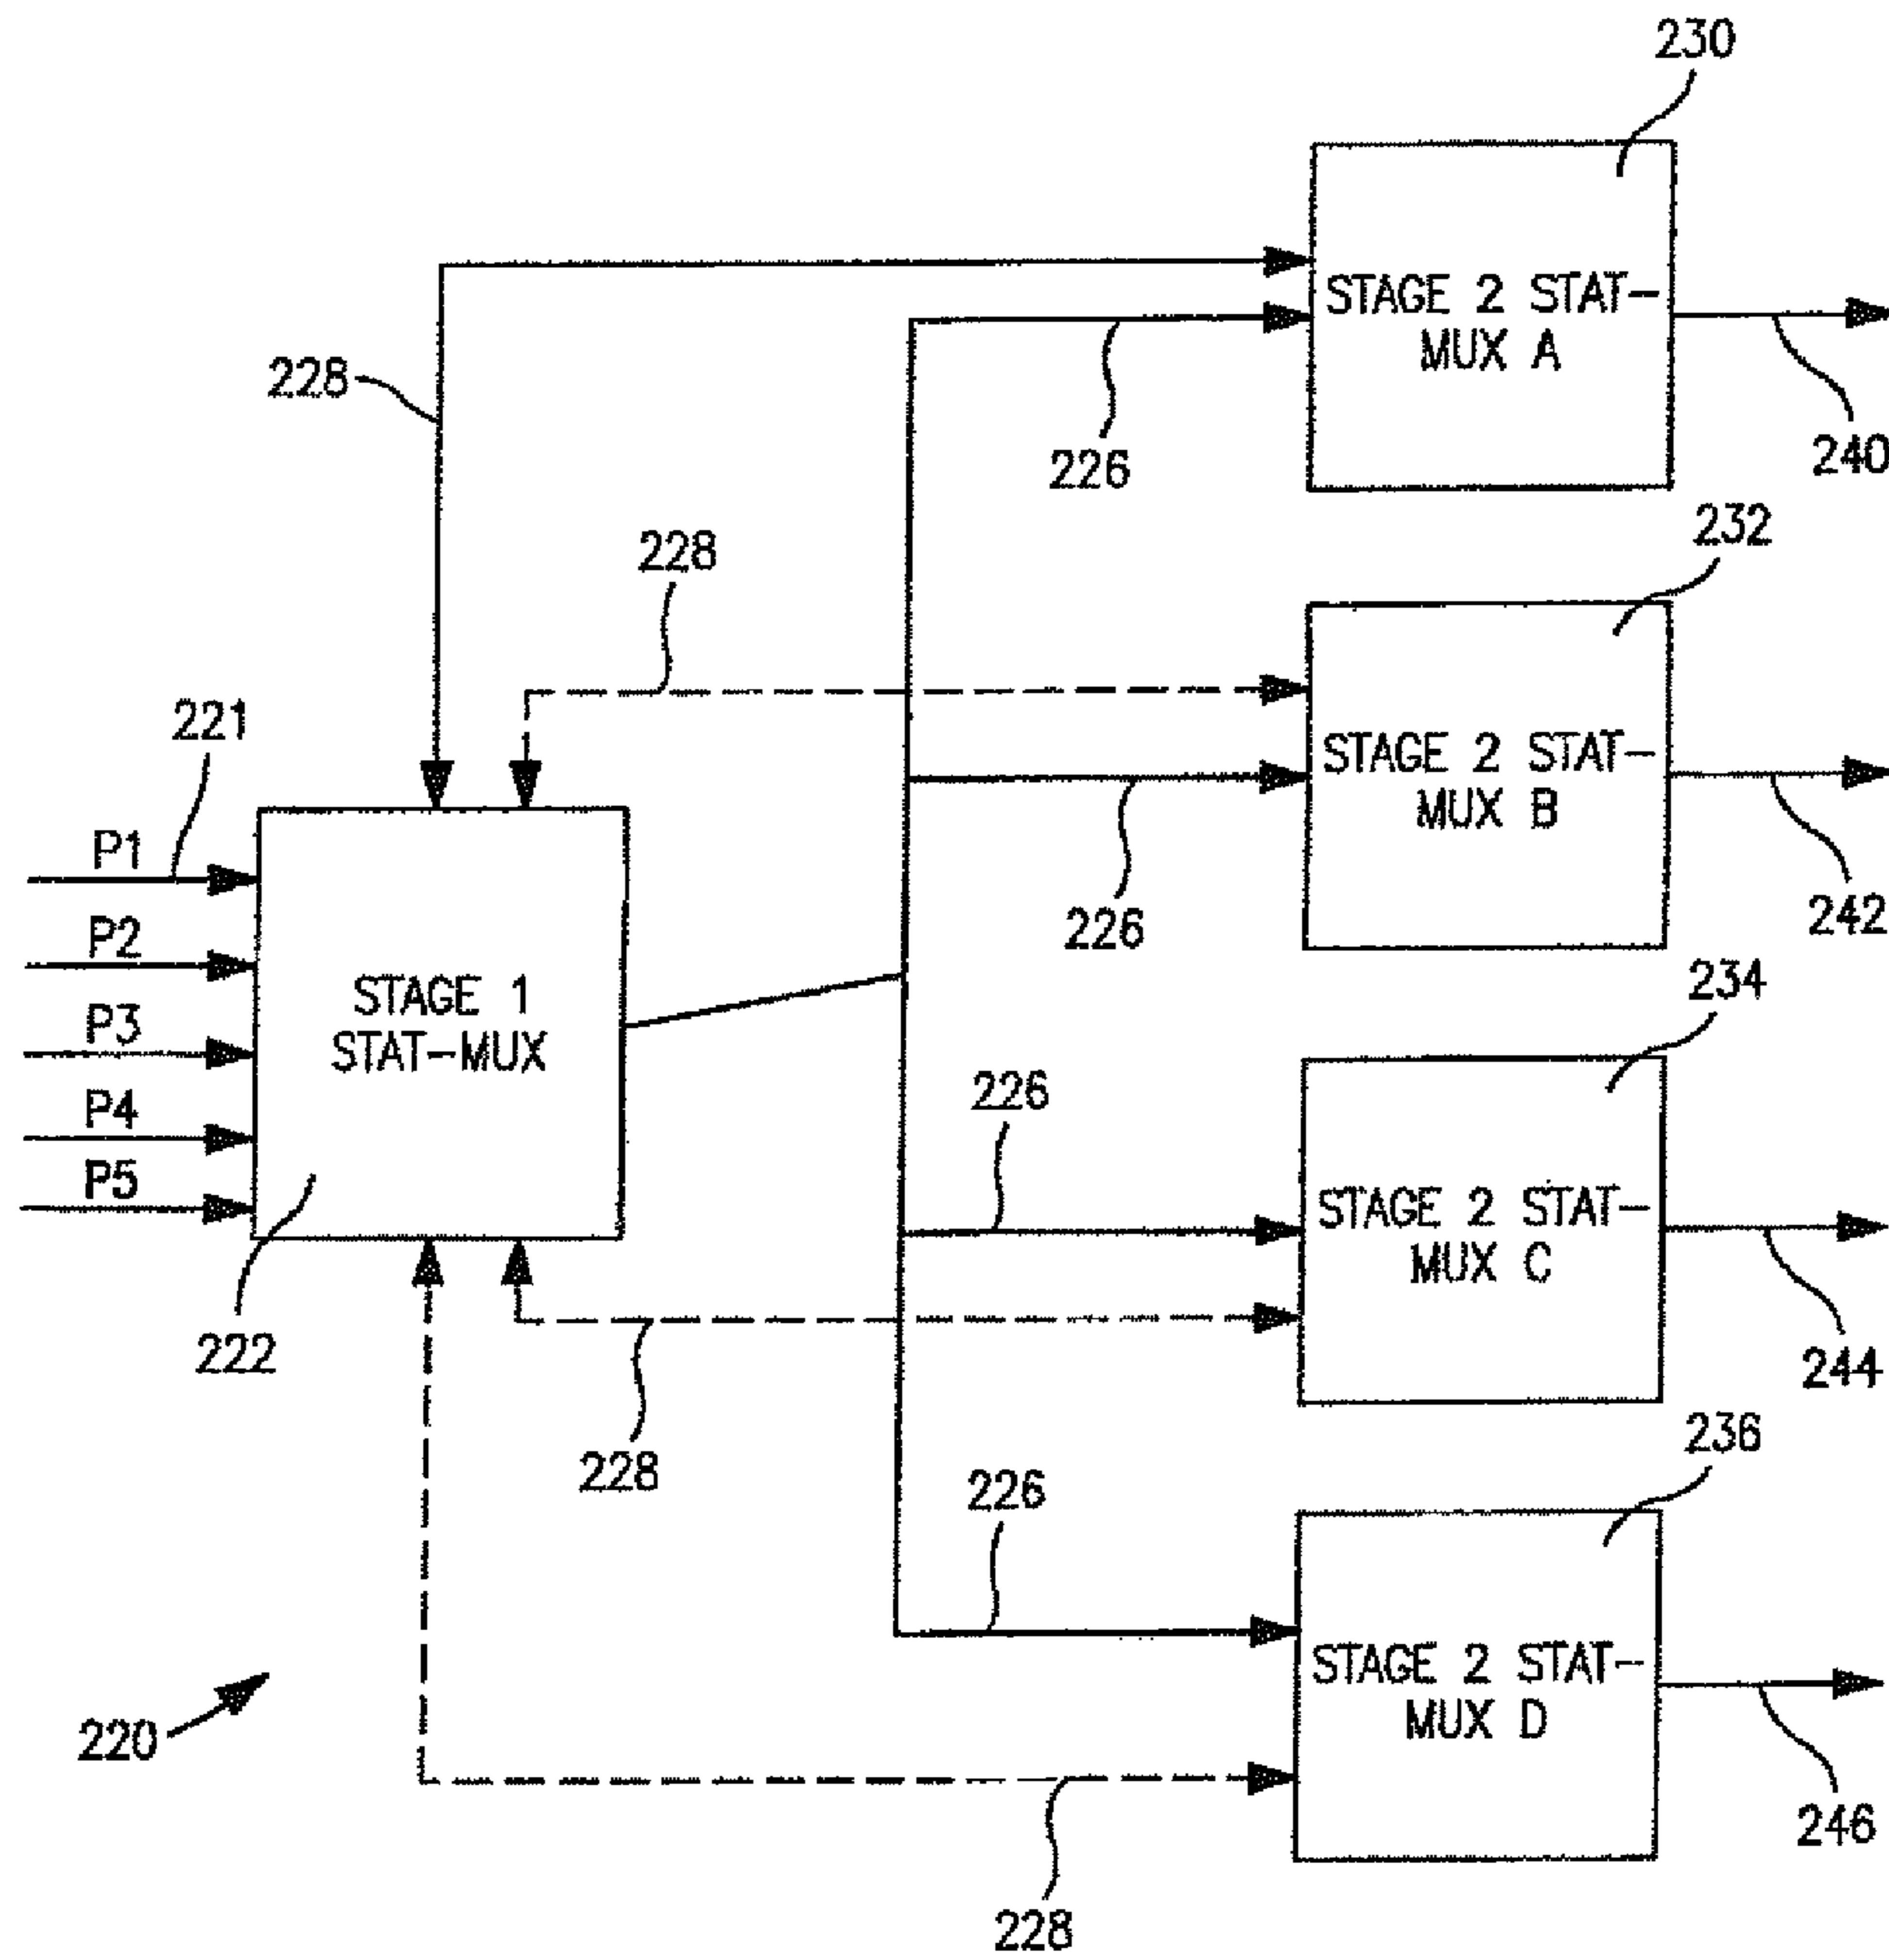 230
STAGE 2 STAT-
MUX A
228
226
240
232
228
STAGE 2 STAT-
MUX B
221
226
242
P1
P2
P3
P4
P5
STAGE 1
STAT-MUX
234
226
STAGE 2 STAT-
MUX C
222
244
228
236
226
STAGE 2 STAT-
MUX D
220
246
228